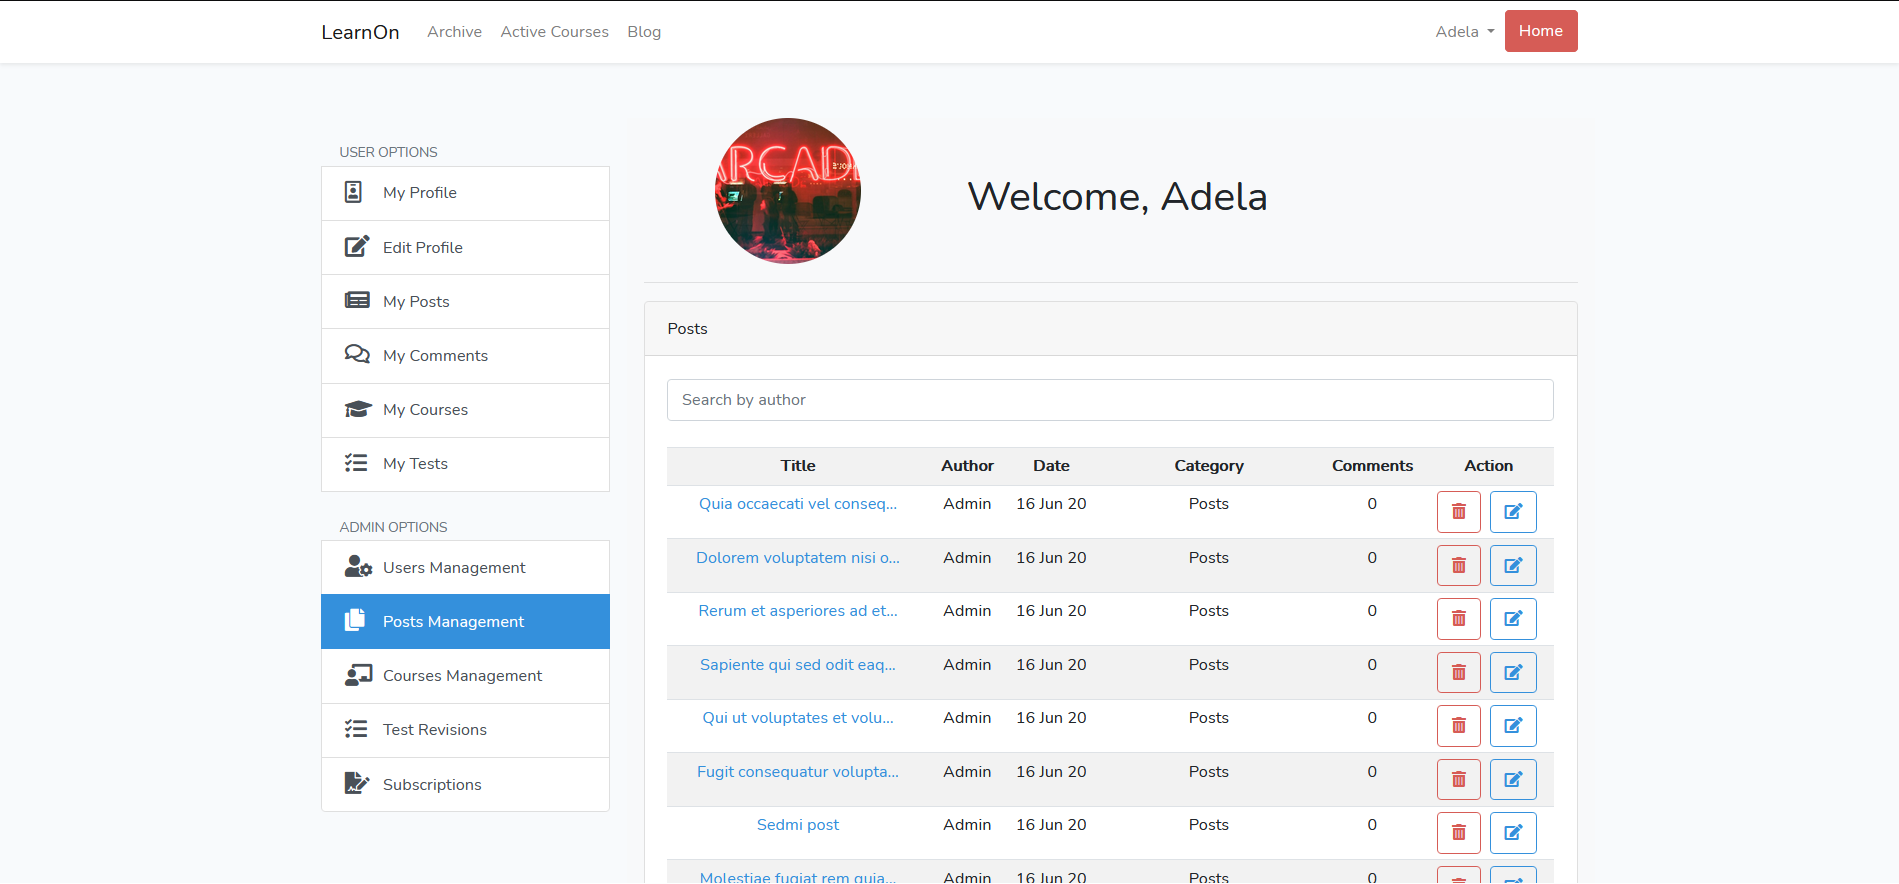 LearnOn Archive Active Courses Blog Adela Home
USER OPTIONS
My Profile
Edit Profile
My Posts
My Comments
My Courses
My Tests
ADMIN OPTIONS
Users Management
Posts Management
Courses Management
Test Revisions
Subscriptions
ARCAD
Welcome, Adela
Posts
Search by author
Title Author Date Category Comments Action
Quia occaecati vel conseq... Admin 16 Jun 20 Posts 0
Dolorem voluptatem nisi o... Admin 16 Jun 20 Posts 0
Rerum et asperiores ad et... Admin 16 Jun 20 Posts 0
Sapiente qui sed odit eaq... Admin 16 Jun 20 Posts 0
Qui ut voluptates et volu... Admin 16 Jun 20 Posts 0
Fugit consequatur volupta... Admin 16 Jun 20 Posts 0
Sedmi post Admin 16 Jun 20 Posts 0
Molestiae fugiat rem quia... Admin 16 Jun 20 Posts 0